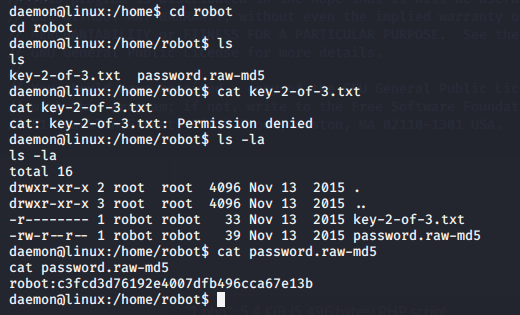 daemon@linux:/home$ cd robot
cd robot
daemon@linux:/home/robot$ ls
ls
key-2-of-3.txt  password.raw-md5
daemon@linux:/home/robot$ cat key-2-of-3.txt
cat key-2-of-3.txt
cat: key-2-of-3.txt: Permission denied
daemon@linux:/home/robot$ ls -la
ls -la
total 16
drwxr-xr-x 2 root  root  4096 Nov 13  2015 .
drwxr-xr-x 3 root  root  4096 Nov 13  2015 ..
-r-------- 1 robot robot   33 Nov 13  2015 key-2-of-3.txt
-rw-r--r-- 1 robot robot   39 Nov 13  2015 password.raw-md5
daemon@linux:/home/robot$ cat password.raw-md5
cat password.raw-md5
robot:c3fcd3d76192e4007dfb496cca67e13b
daemon@linux:/home/robot$